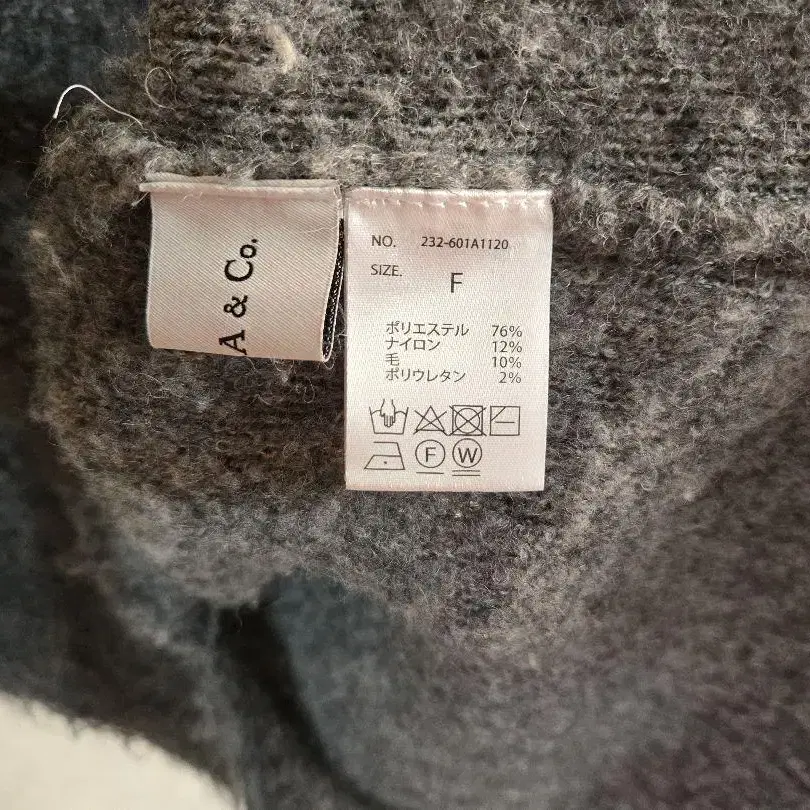 A & Co.
NO. 232-601A1120
SIZE. F
ポリエステル 76%
ナイロン 12%
毛 10%
ポリウレタン 2%
F W